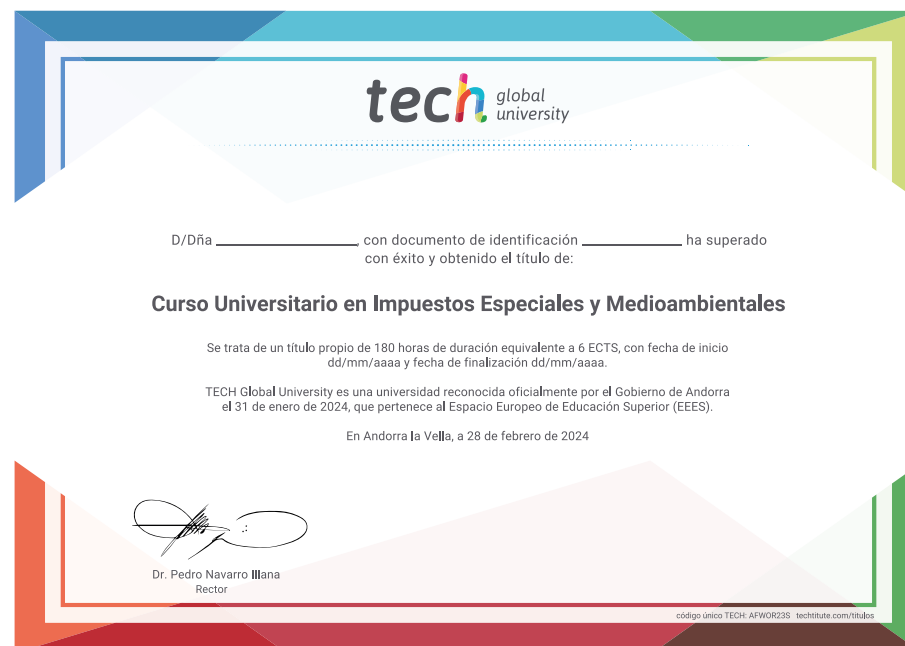 tech global university
D/Dña , con documento de identificación ha superado
con éxito y obtenido el título de:
Curso Universitario en Impuestos Especiales y Medioambientales
Se trata de un título propio de 180 horas de duración equivalente a 6 ECTS, con fecha de inicio
dd/mm/aaaa y fecha de finalización dd/mm/aaaa.
TECH Global University es una universidad reconocida oficialmente por el Gobierno de Andorra
el 31 de enero de 2024, que pertenece al Espacio Europeo de Educación Superior (EEES).
En Andorra la Vella, a 28 de febrero de 2024
Dr. Pedro Navarro Illana
Rector
código único TECH: AFWOR23S techtitute.com/titulos